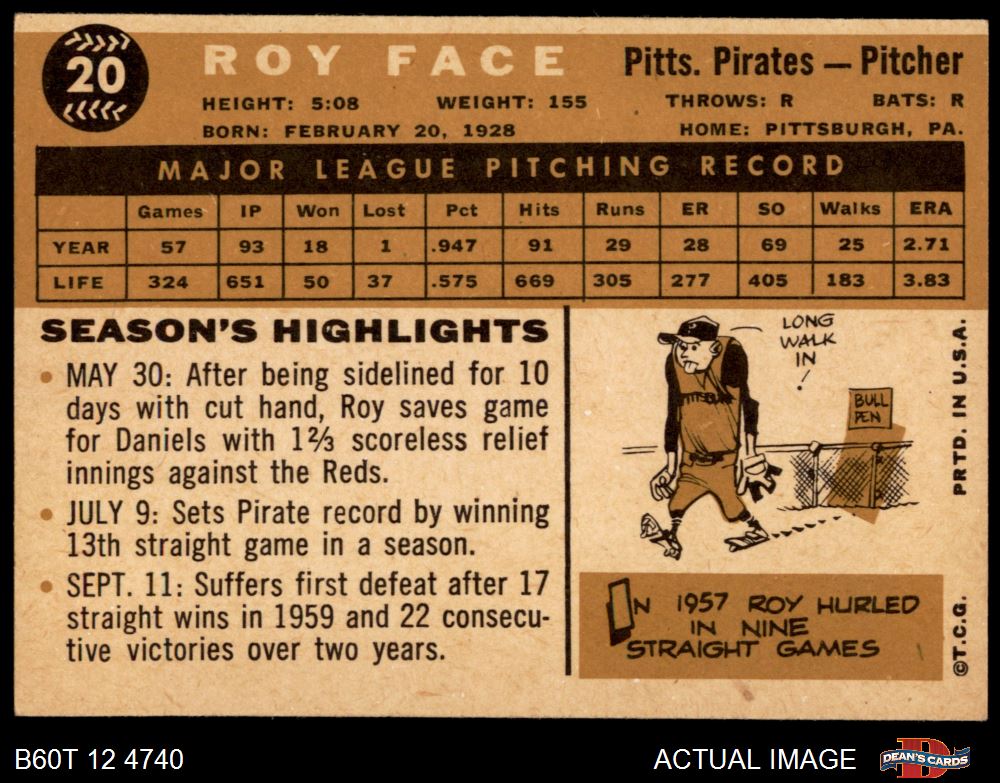 20
ROY FACE
Pitts. Pirates — Pitcher
HEIGHT: 5:08 WEIGHT: 155 THROWS: R BATS: R
BORN: FEBRUARY 20, 1928 HOME: PITTSBURGH, PA.
MAJOR LEAGUE PITCHING RECORD
Games IP Won Lost Pct Hits Runs ER SO Walks ERA
YEAR 57 93 18 1 .947 91 29 28 69 25 2.71
LIFE 324 651 50 37 .575 669 305 277 405 183 3.83
SEASON'S HIGHLIGHTS
• MAY 30: After being sidelined for 10
days with cut hand, Roy saves game
for Daniels with 1⅔ scoreless relief
innings against the Reds.
• JULY 9: Sets Pirate record by winning
13th straight game in a season.
• SEPT. 11: Suffers first defeat after 17
straight wins in 1959 and 22 consecu-
tive victories over two years.
LONG
WALK
IN
!
BULL
PEN
P
IN 1957 ROY HURLED
IN NINE
STRAIGHT GAMES
PRTD. IN U.S.A.
©T.C.G.
B60T 12 4740
ACTUAL IMAGE
DEAN'S CARDS